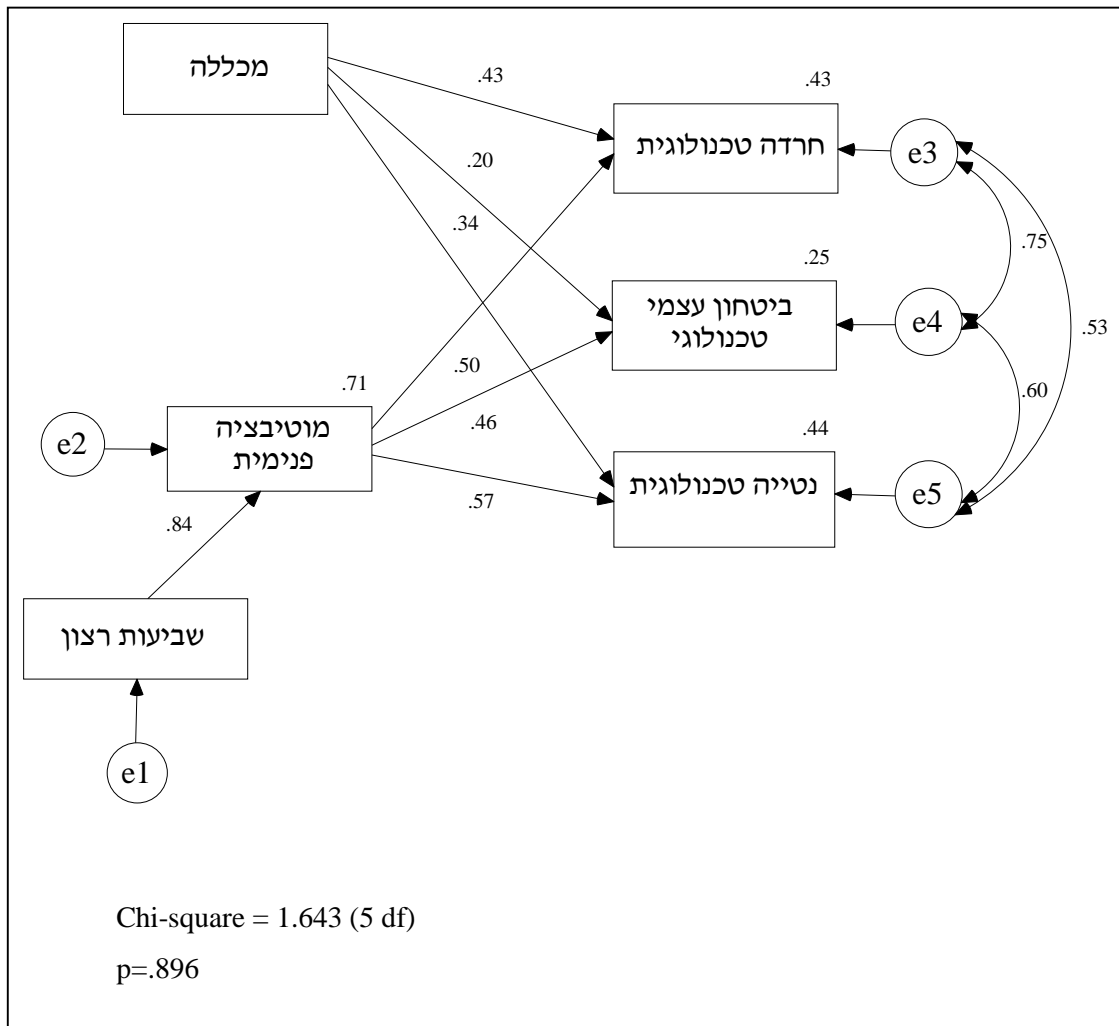 מכללה
.43
.43
חרדה טכנולוגית
e3
.20
.34
.75
.25
ביטחון עצמי
טכנולוגי
e4
.53
.50
.71
.60
.46
.44
e2
מוטיבציה
פנימית
נטייה טכנולוגית
e5
.57
.84
שביעות רצון
e1
Chi-square = 1.643 (5 df)
p=.896